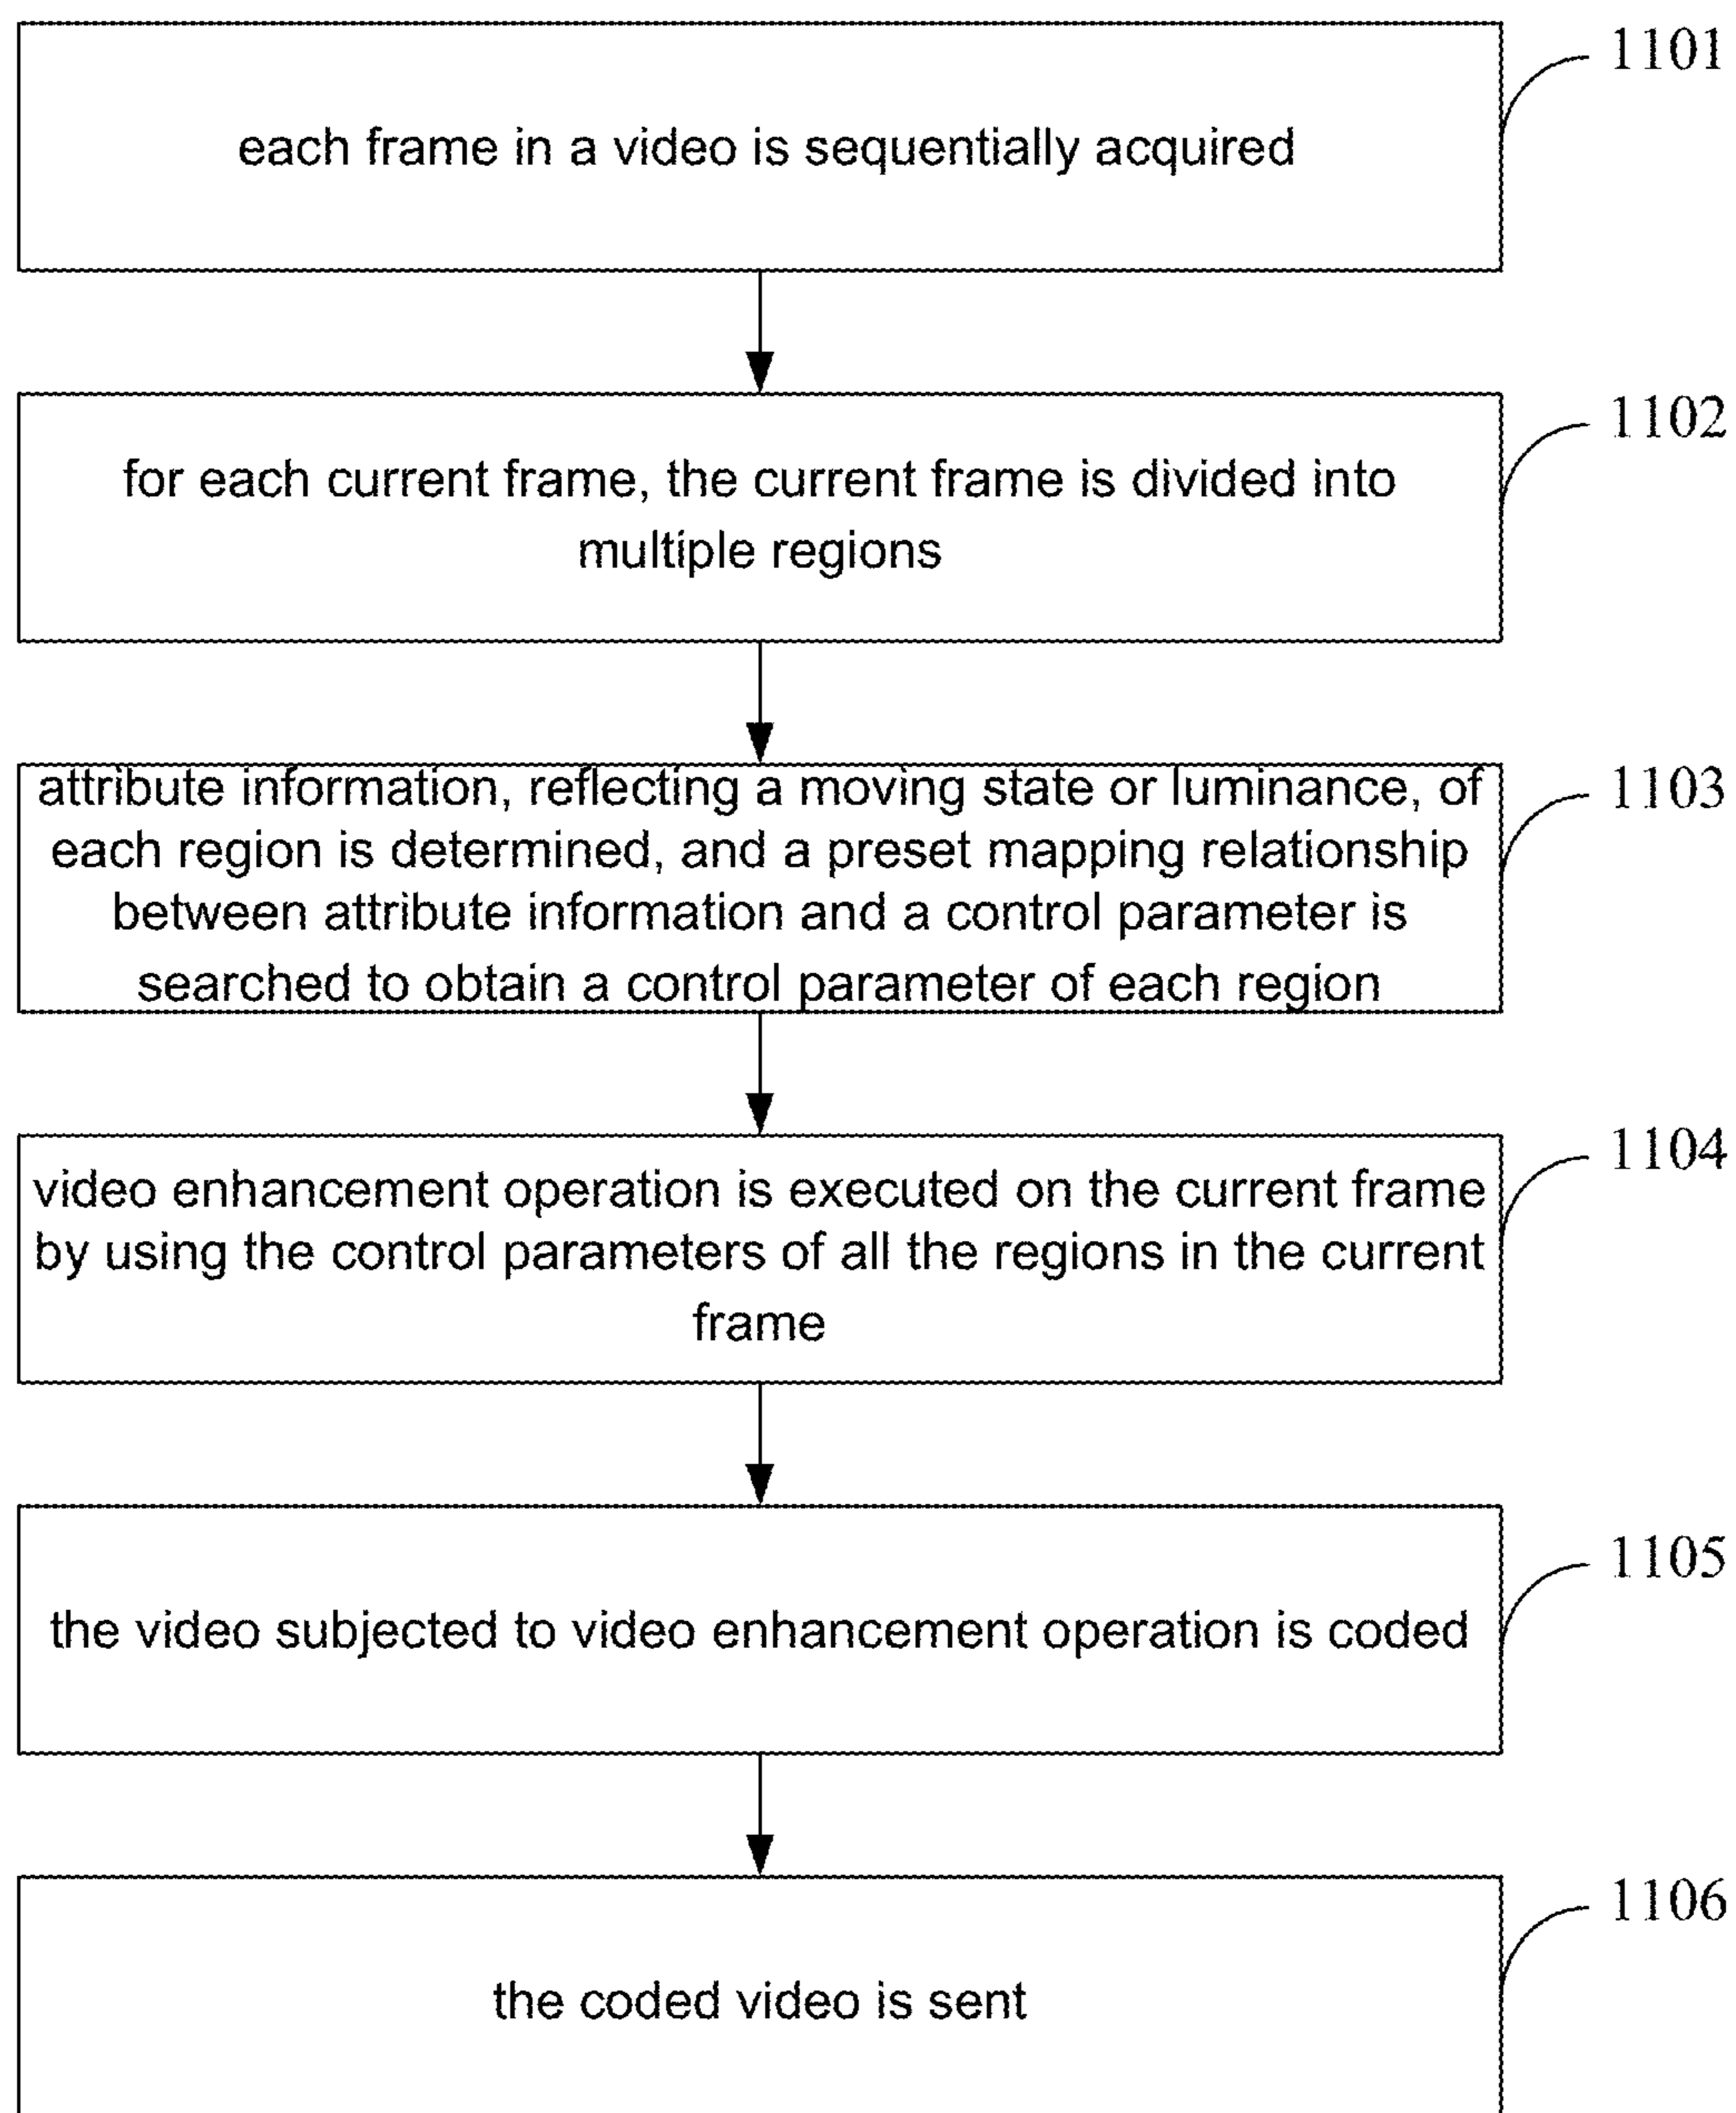 1101
each frame in a video is sequentially acquired
1102
for each current frame, the current frame is divided into
multiple regions
1103
attribute information, reflecting a moving state or luminance, of
each region is determined, and a preset mapping relationship
between attribute information and a control parameter is
searched to obtain a control parameter of each region
1104
video enhancement operation is executed on the current frame
by using the control parameters of all the regions in the current
frame
1105
the video subjected to video enhancement operation is coded
1106
the coded video is sent